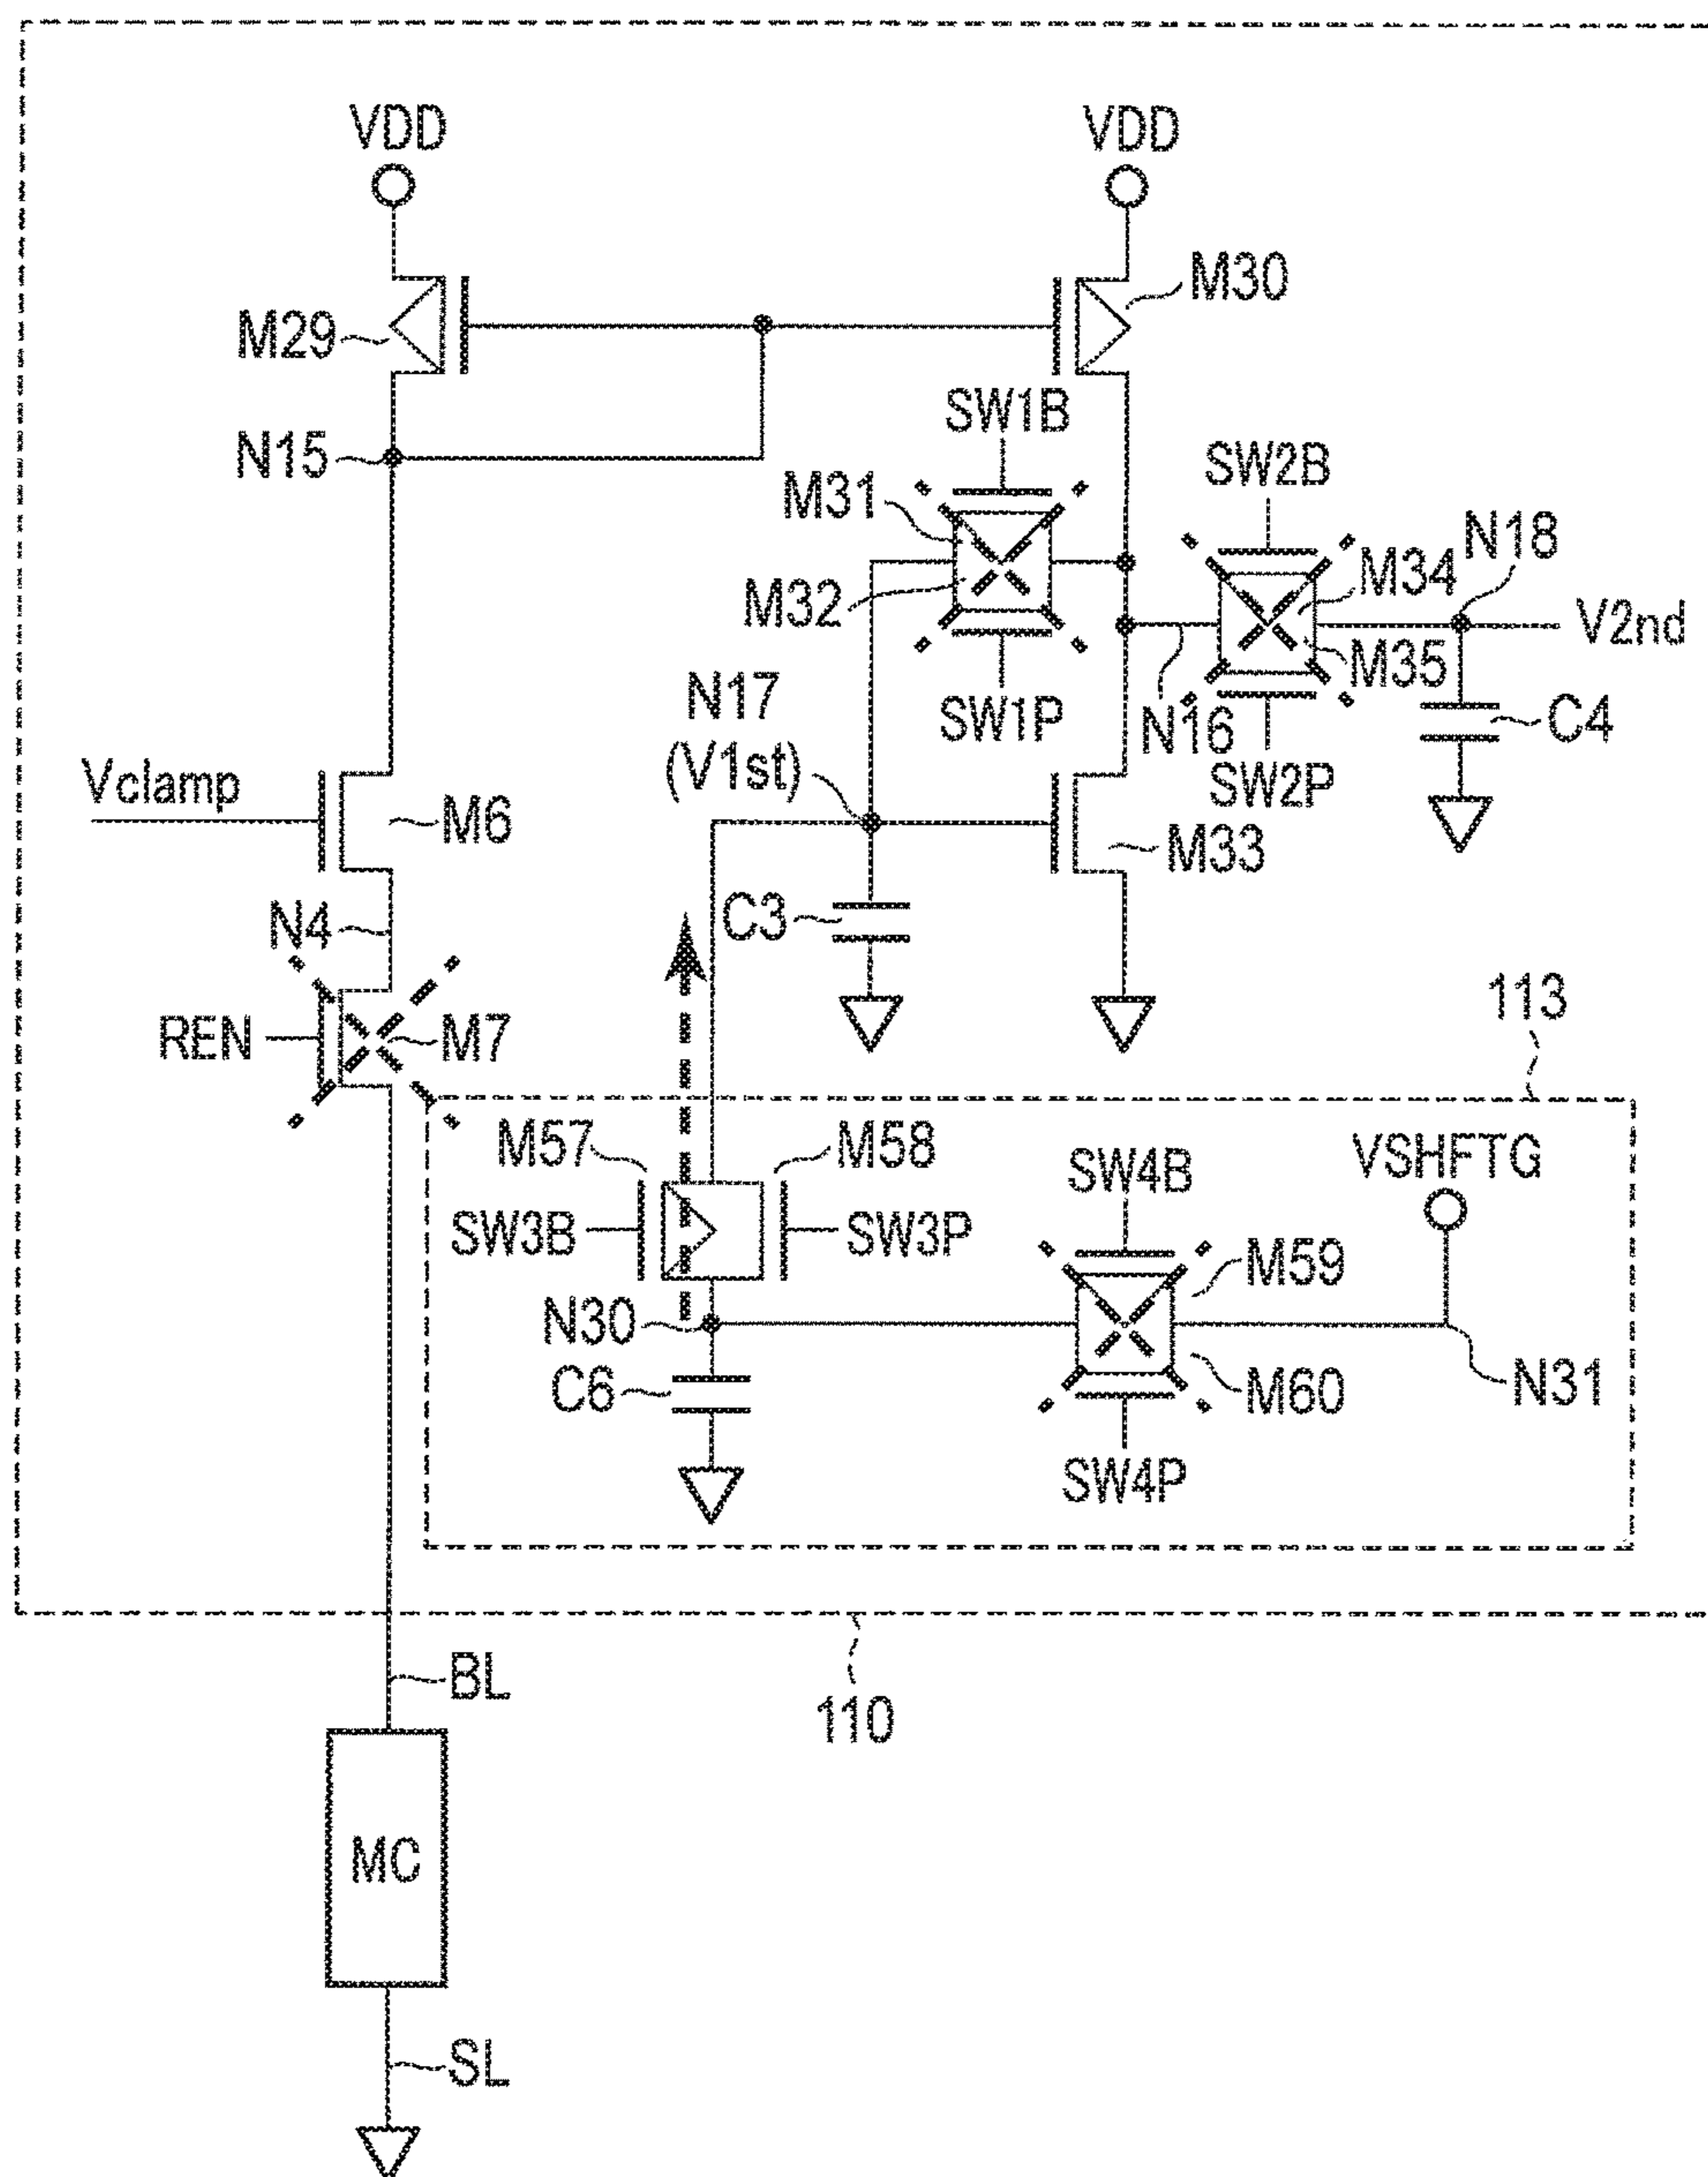 VDD VDD
M29 M30
N15
SW1B
M31
M32
SW1P
SW2B
N18
M34
V2nd
M35
N16
C4
SW2P
N17
(V1st)
Vclamp
M6
M33
N4
C3
REN
M7
113
M57 M58
SW3B SW3P
SW4B
VSHFTG
M59
N30
N31
M60
C6
SW4P
BL
110
MC
SL